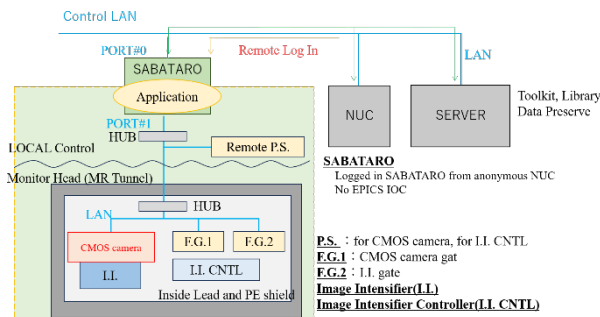 Control LAN
PORT#0
Remote Log In
LAN
SABATARO
Application
NUC
SERVER
Toolkit, Library
Data Preserve
PORT#1
HUB
LOCAL Control
Remote P.S.
SABATARO
Logged in SABATARO from anonymous NUC
No EPICS IOC
Monitor Head (MR Tunnel)
HUB
LAN
CMOS camera
F.G.1
F.G.2
I.I.
I.I. CNTL
Inside Lead and PE shield
P.S. ：for CMOS camera, for I.I. CNTL
F.G.1：CMOS camera gat
F.G.2：I.I. gate
Image Intensifier(I.I.)
Image Intensifier Controller(I.I. CNTL)